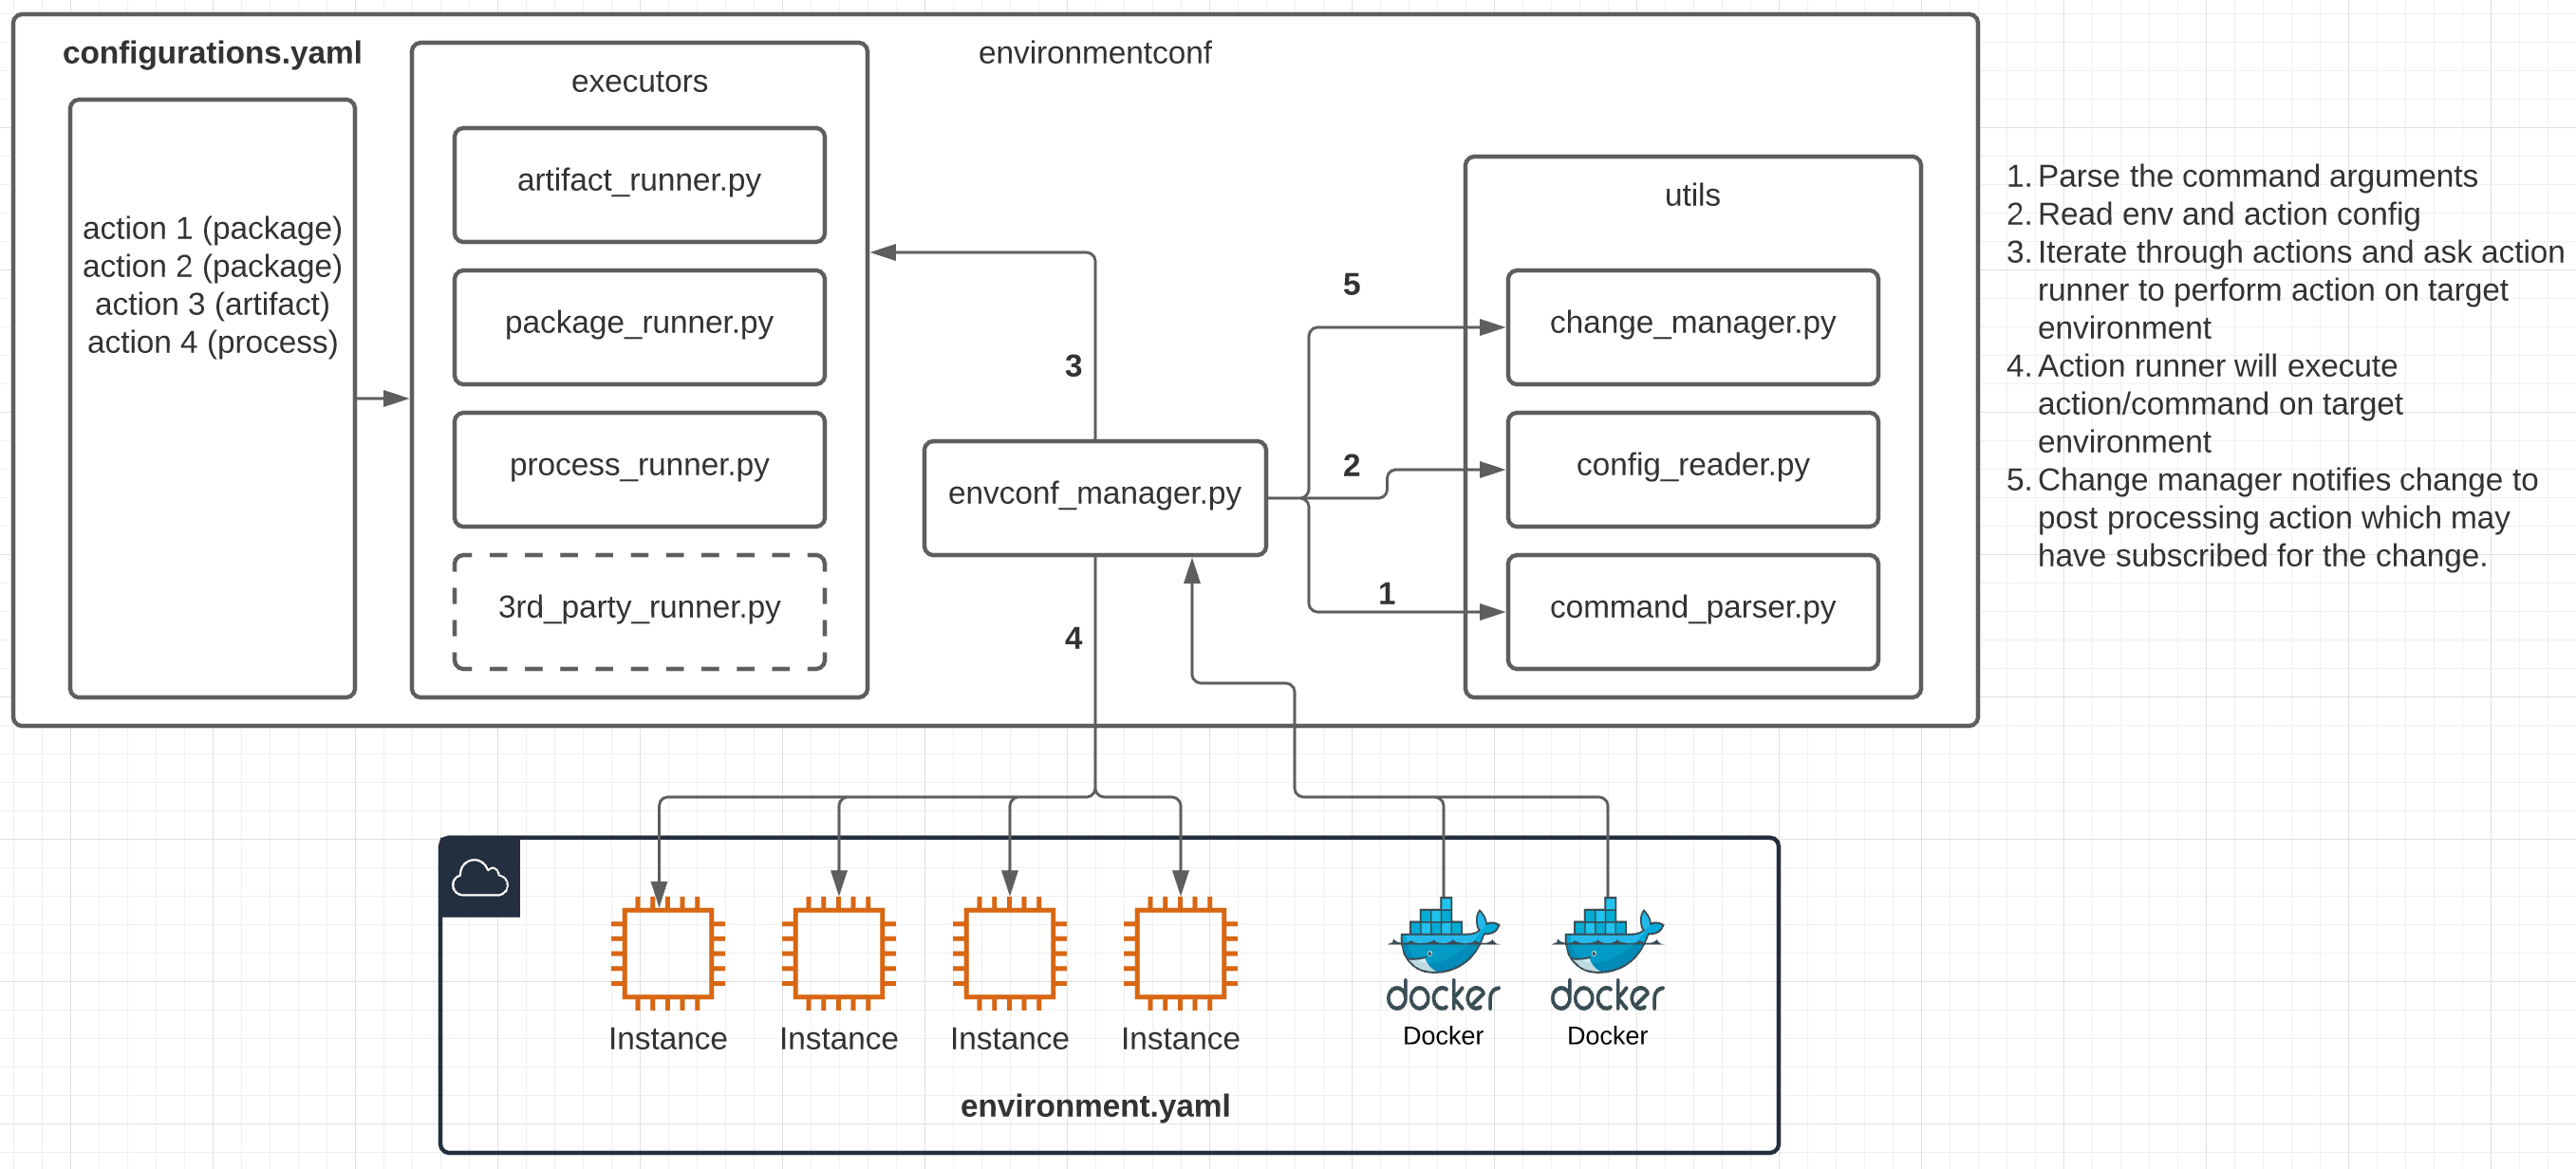 configurations.yaml
action 1 (package)
action 2 (package)
action 3 (artifact)
action 4 (process)
executors
artifact_runner.py
package_runner.py
process_runner.py
3rd_party_runner.py
environmentconf
3
envconf_manager.py
4
5
2
1
utils
change_manager.py
config_reader.py
command_parser.py
1. Parse the command arguments
2. Read env and action config
3. Iterate through actions and ask action
runner to perform action on target
environment
4. Action runner will execute
action/command on target
environment
5. Change manager notifies change to
post processing action which may
have subscribed for the change.
Instance
Instance
Instance
Instance
docker
Docker
docker
Docker
environment.yaml